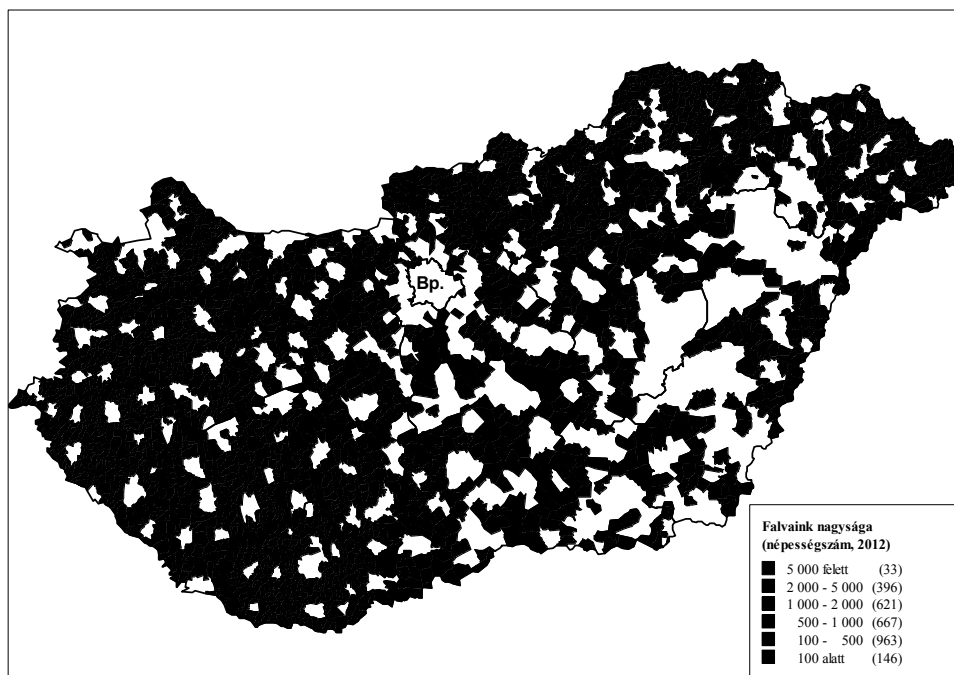 Bp.
Falvaink nagysága
(népességszám, 2012)
5 000 felett (33)
2 000 - 5 000 (396)
1 000 - 2 000 (621)
500 - 1 000 (667)
100 - 500 (963)
100 alatt (146)